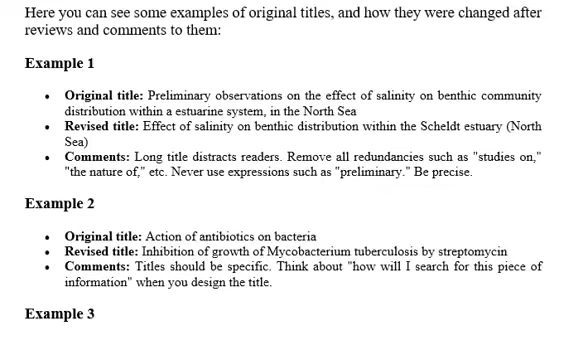 Here you can see some examples of original titles, and how they were changed after
reviews and comments to them:
Example 1
• Original title: Preliminary observations on the effect of salinity on benthic community
distribution within a estuarine system, in the North Sea
• Revised title: Effect of salinity on benthic distribution within the Scheldt estuary (North
Sea)
• Comments: Long title distracts readers. Remove all redundancies such as "studies on,"
"the nature of," etc. Never use expressions such as "preliminary." Be precise.
Example 2
• Original title: Action of antibiotics on bacteria
• Revised title: Inhibition of growth of Mycobacterium tuberculosis by streptomycin
• Comments: Titles should be specific. Think about "how will I search for this piece of
information" when you design the title.
Example 3